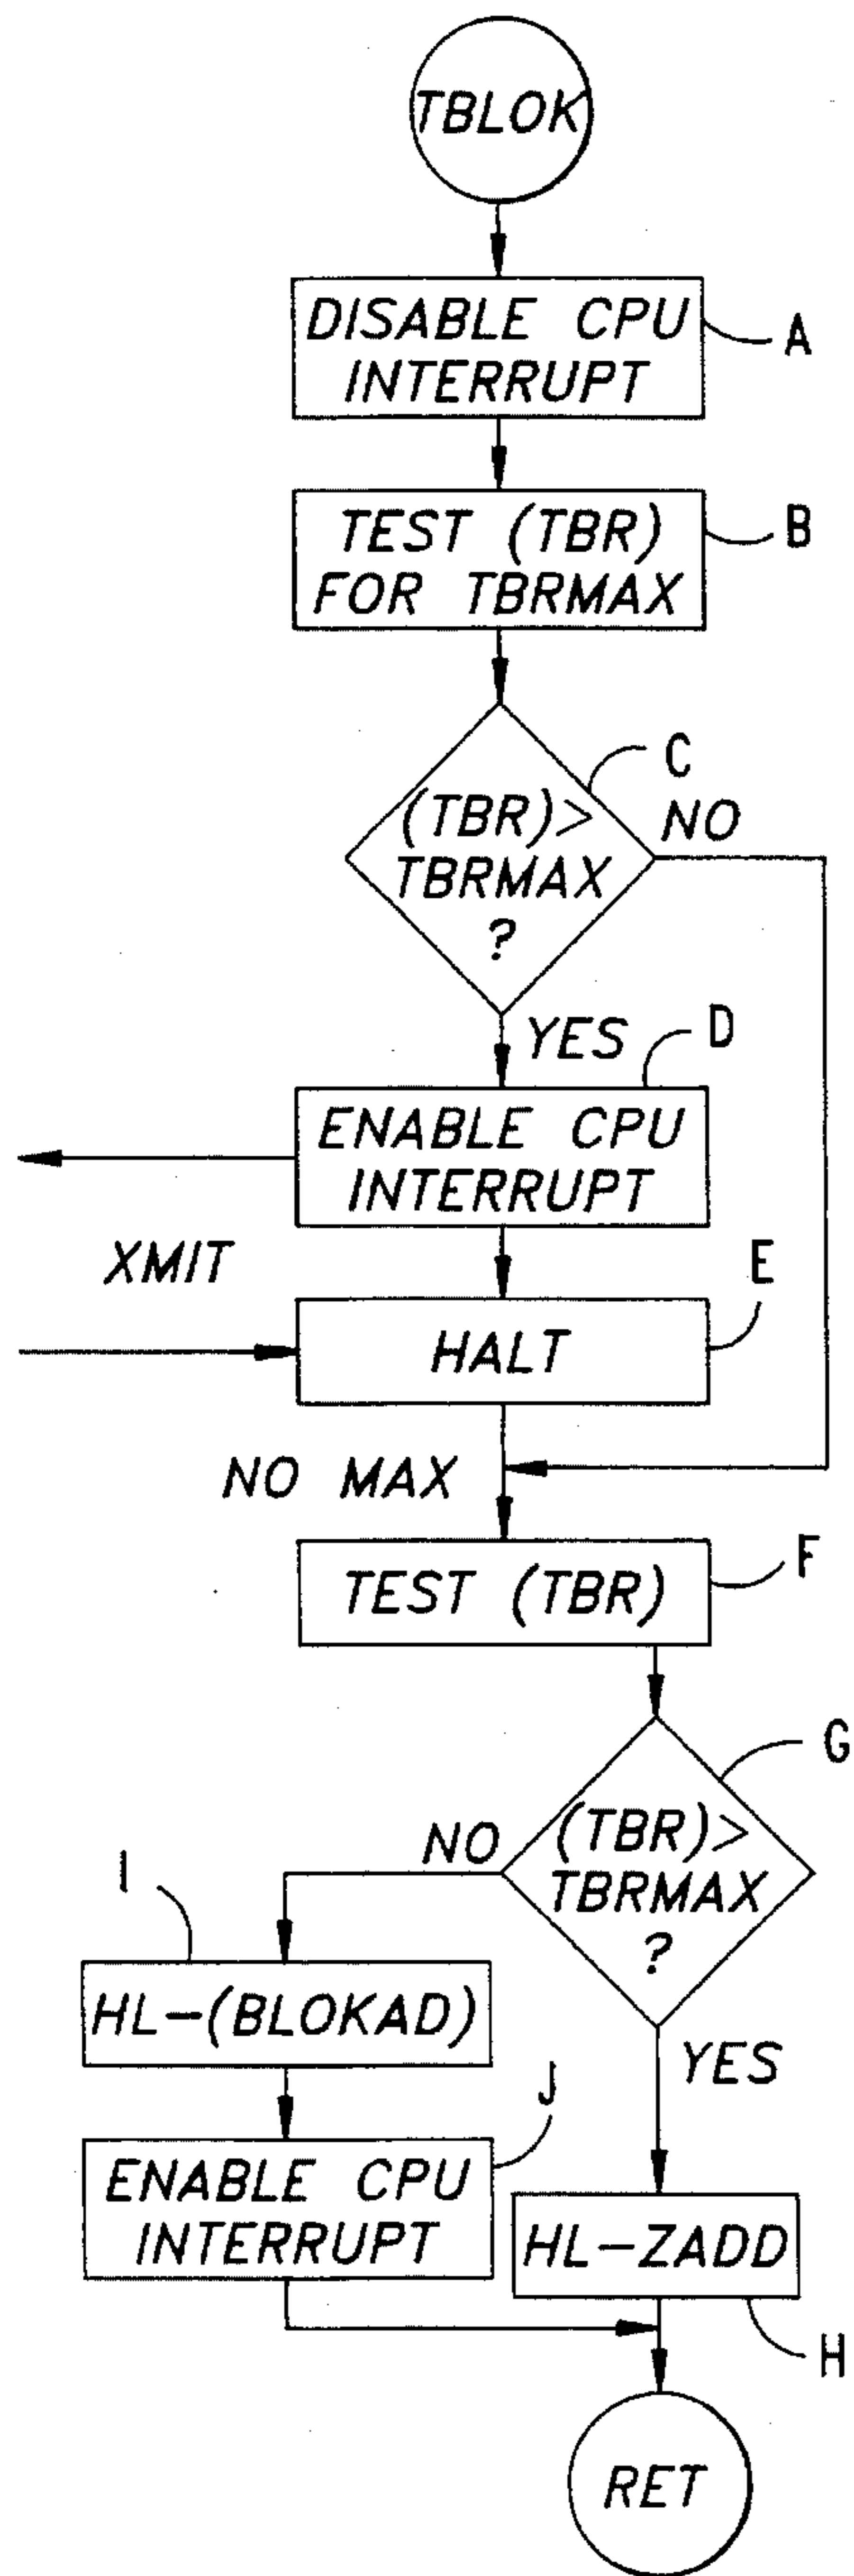 TBLOK
DISABLE CPU
INTERRUPT
A
TEST (TBR)
FOR TBRMAX
B
C
(TBR)>
TBRMAX
?
NO
YES
D
ENABLE CPU
INTERRUPT
XMIT
E
HALT
NO MAX
F
TEST (TBR)
G
(TBR)>
TBRMAX
?
NO
I
HL-(BLOKAD)
YES
J
ENABLE CPU
INTERRUPT
HL-ZADD
H
RET